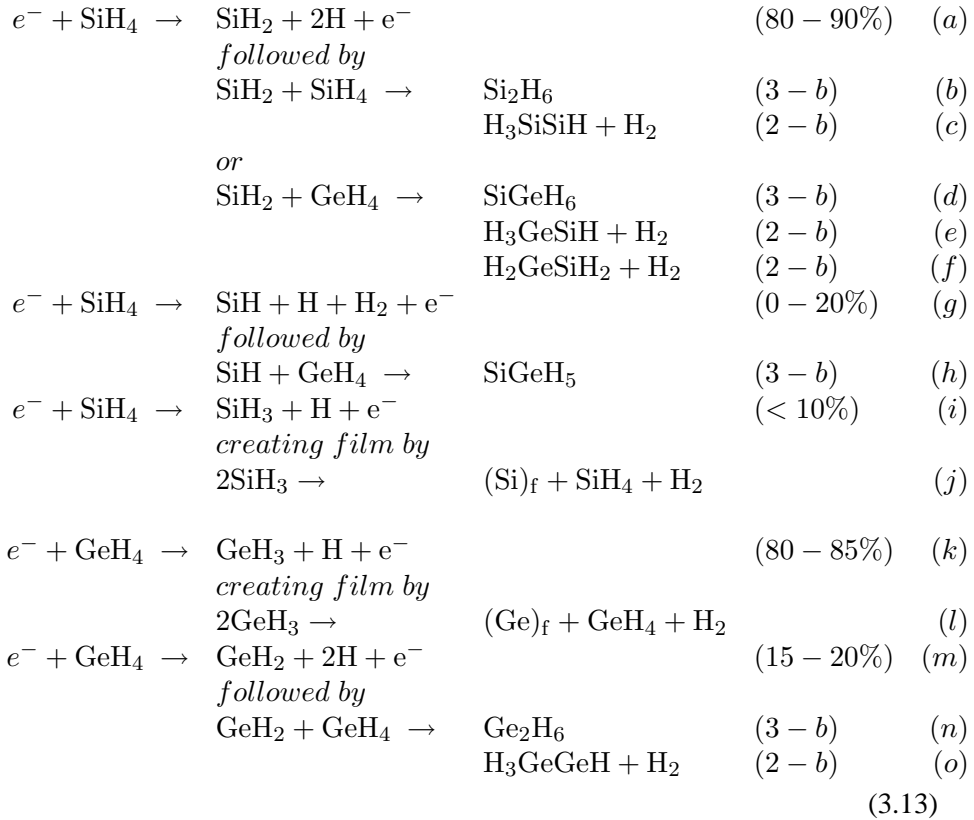 e⁻ + SiH₄ → SiH₂ + 2H + e⁻ (80 − 90%) (a)
followed by
SiH₂ + SiH₄ → Si₂H₆ (3 − b) (b)
H₃SiSiH + H₂ (2 − b) (c)
or
SiH₂ + GeH₄ → SiGeH₆ (3 − b) (d)
H₃GeSiH + H₂ (2 − b) (e)
H₂GeSiH₂ + H₂ (2 − b) (f)
e⁻ + SiH₄ → SiH + H + H₂ + e⁻ (0 − 20%) (g)
followed by
SiH + GeH₄ → SiGeH₅ (3 − b) (h)
e⁻ + SiH₄ → SiH₃ + H + e⁻ (< 10%) (i)
creating film by
2SiH₃ → (Si)f + SiH₄ + H₂ (j)
e⁻ + GeH₄ → GeH₃ + H + e⁻ (80 − 85%) (k)
creating film by
2GeH₃ → (Ge)f + GeH₄ + H₂ (l)
e⁻ + GeH₄ → GeH₂ + 2H + e⁻ (15 − 20%) (m)
followed by
GeH₂ + GeH₄ → Ge₂H₆ (3 − b) (n)
H₃GeGeH + H₂ (2 − b) (o)
(3.13)